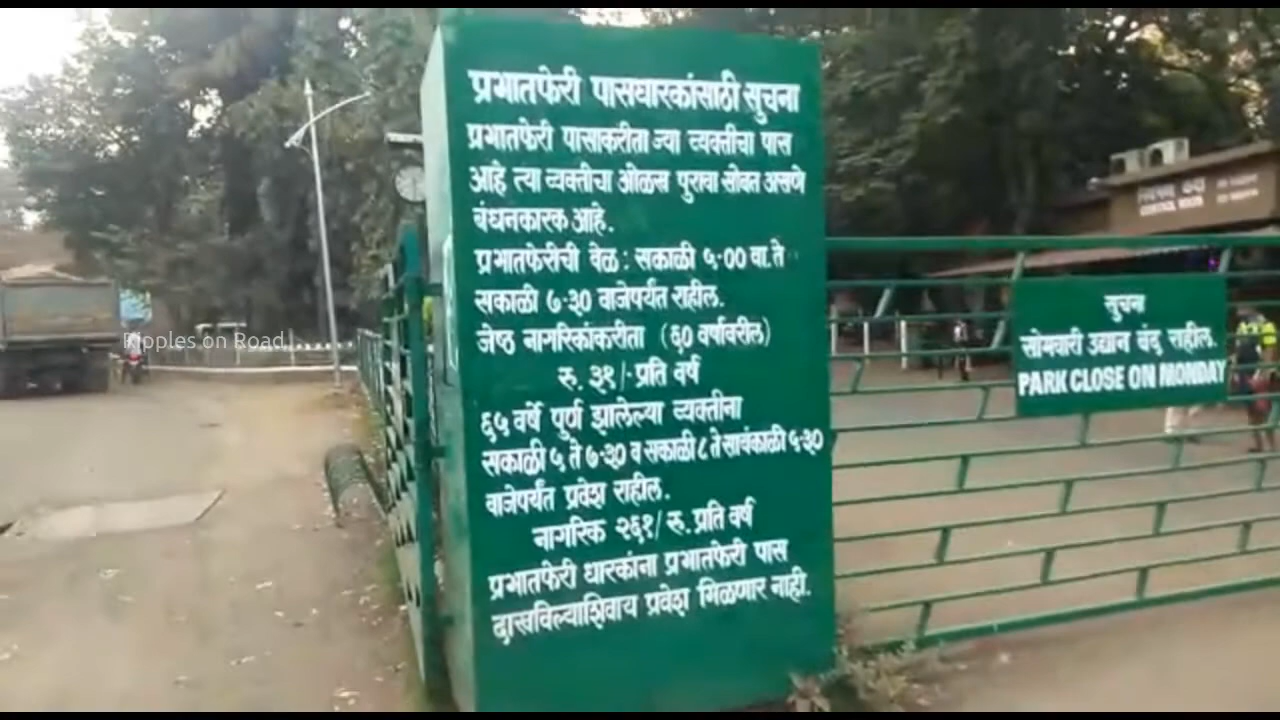 प्रभातफेरी पासधारकांसाठी सुचना
प्रभातफेरी पासाकरीता ज्या व्यक्तीचा पास
आहे त्या व्यक्तीचा ओळख पुरावा सोबत असणे
बंधनकारक आहे.
प्रभातफेरीची वेळ : सकाळी ५.०० वा. ते
सकाळी ७.३० वाजेपर्यंत राहील.
जेष्ठ नागरिकांकरीता (६० वर्षावरील)
रु. ३१/- प्रति वर्ष
६५ वर्षे पुर्ण झालेल्या व्यक्तीना
सकाळी ५ ते ७.३० व सकाळी ८ ते सायंकाळी ५.३०
वाजेपर्यंत प्रवेश राहील.
नागरिक २६१/ रु. प्रति वर्ष
प्रभातफेरी धारकांना प्रभातफेरी पास
दाखविल्याशिवाय प्रवेश मिळणार नाही.
सुचना
सोमवारी उद्यान बंद राहील.
PARK CLOSE ON MONDAY
CONTROL ROOM
Ripples on Road